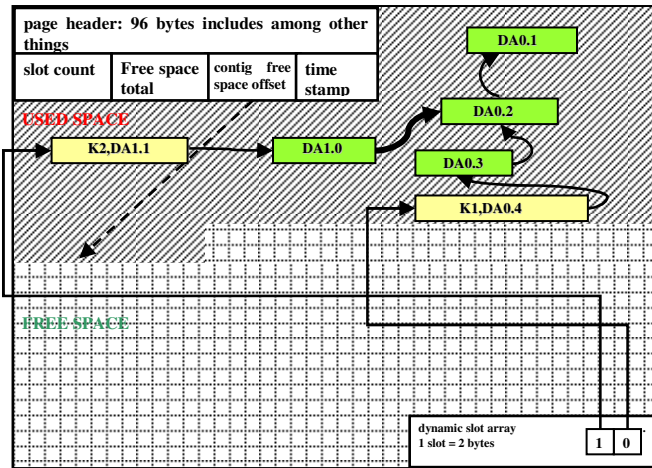 page header: 96 bytes includes among other
things
slot count
Free space
total
contig free
space offset
time
stamp
DA0.1
DA0.2
USED SPACE
K2,DA1.1
DA1.0
DA0.3
K1,DA0.4
FREE SPACE
dynamic slot array
1 slot = 2 bytes
1 0